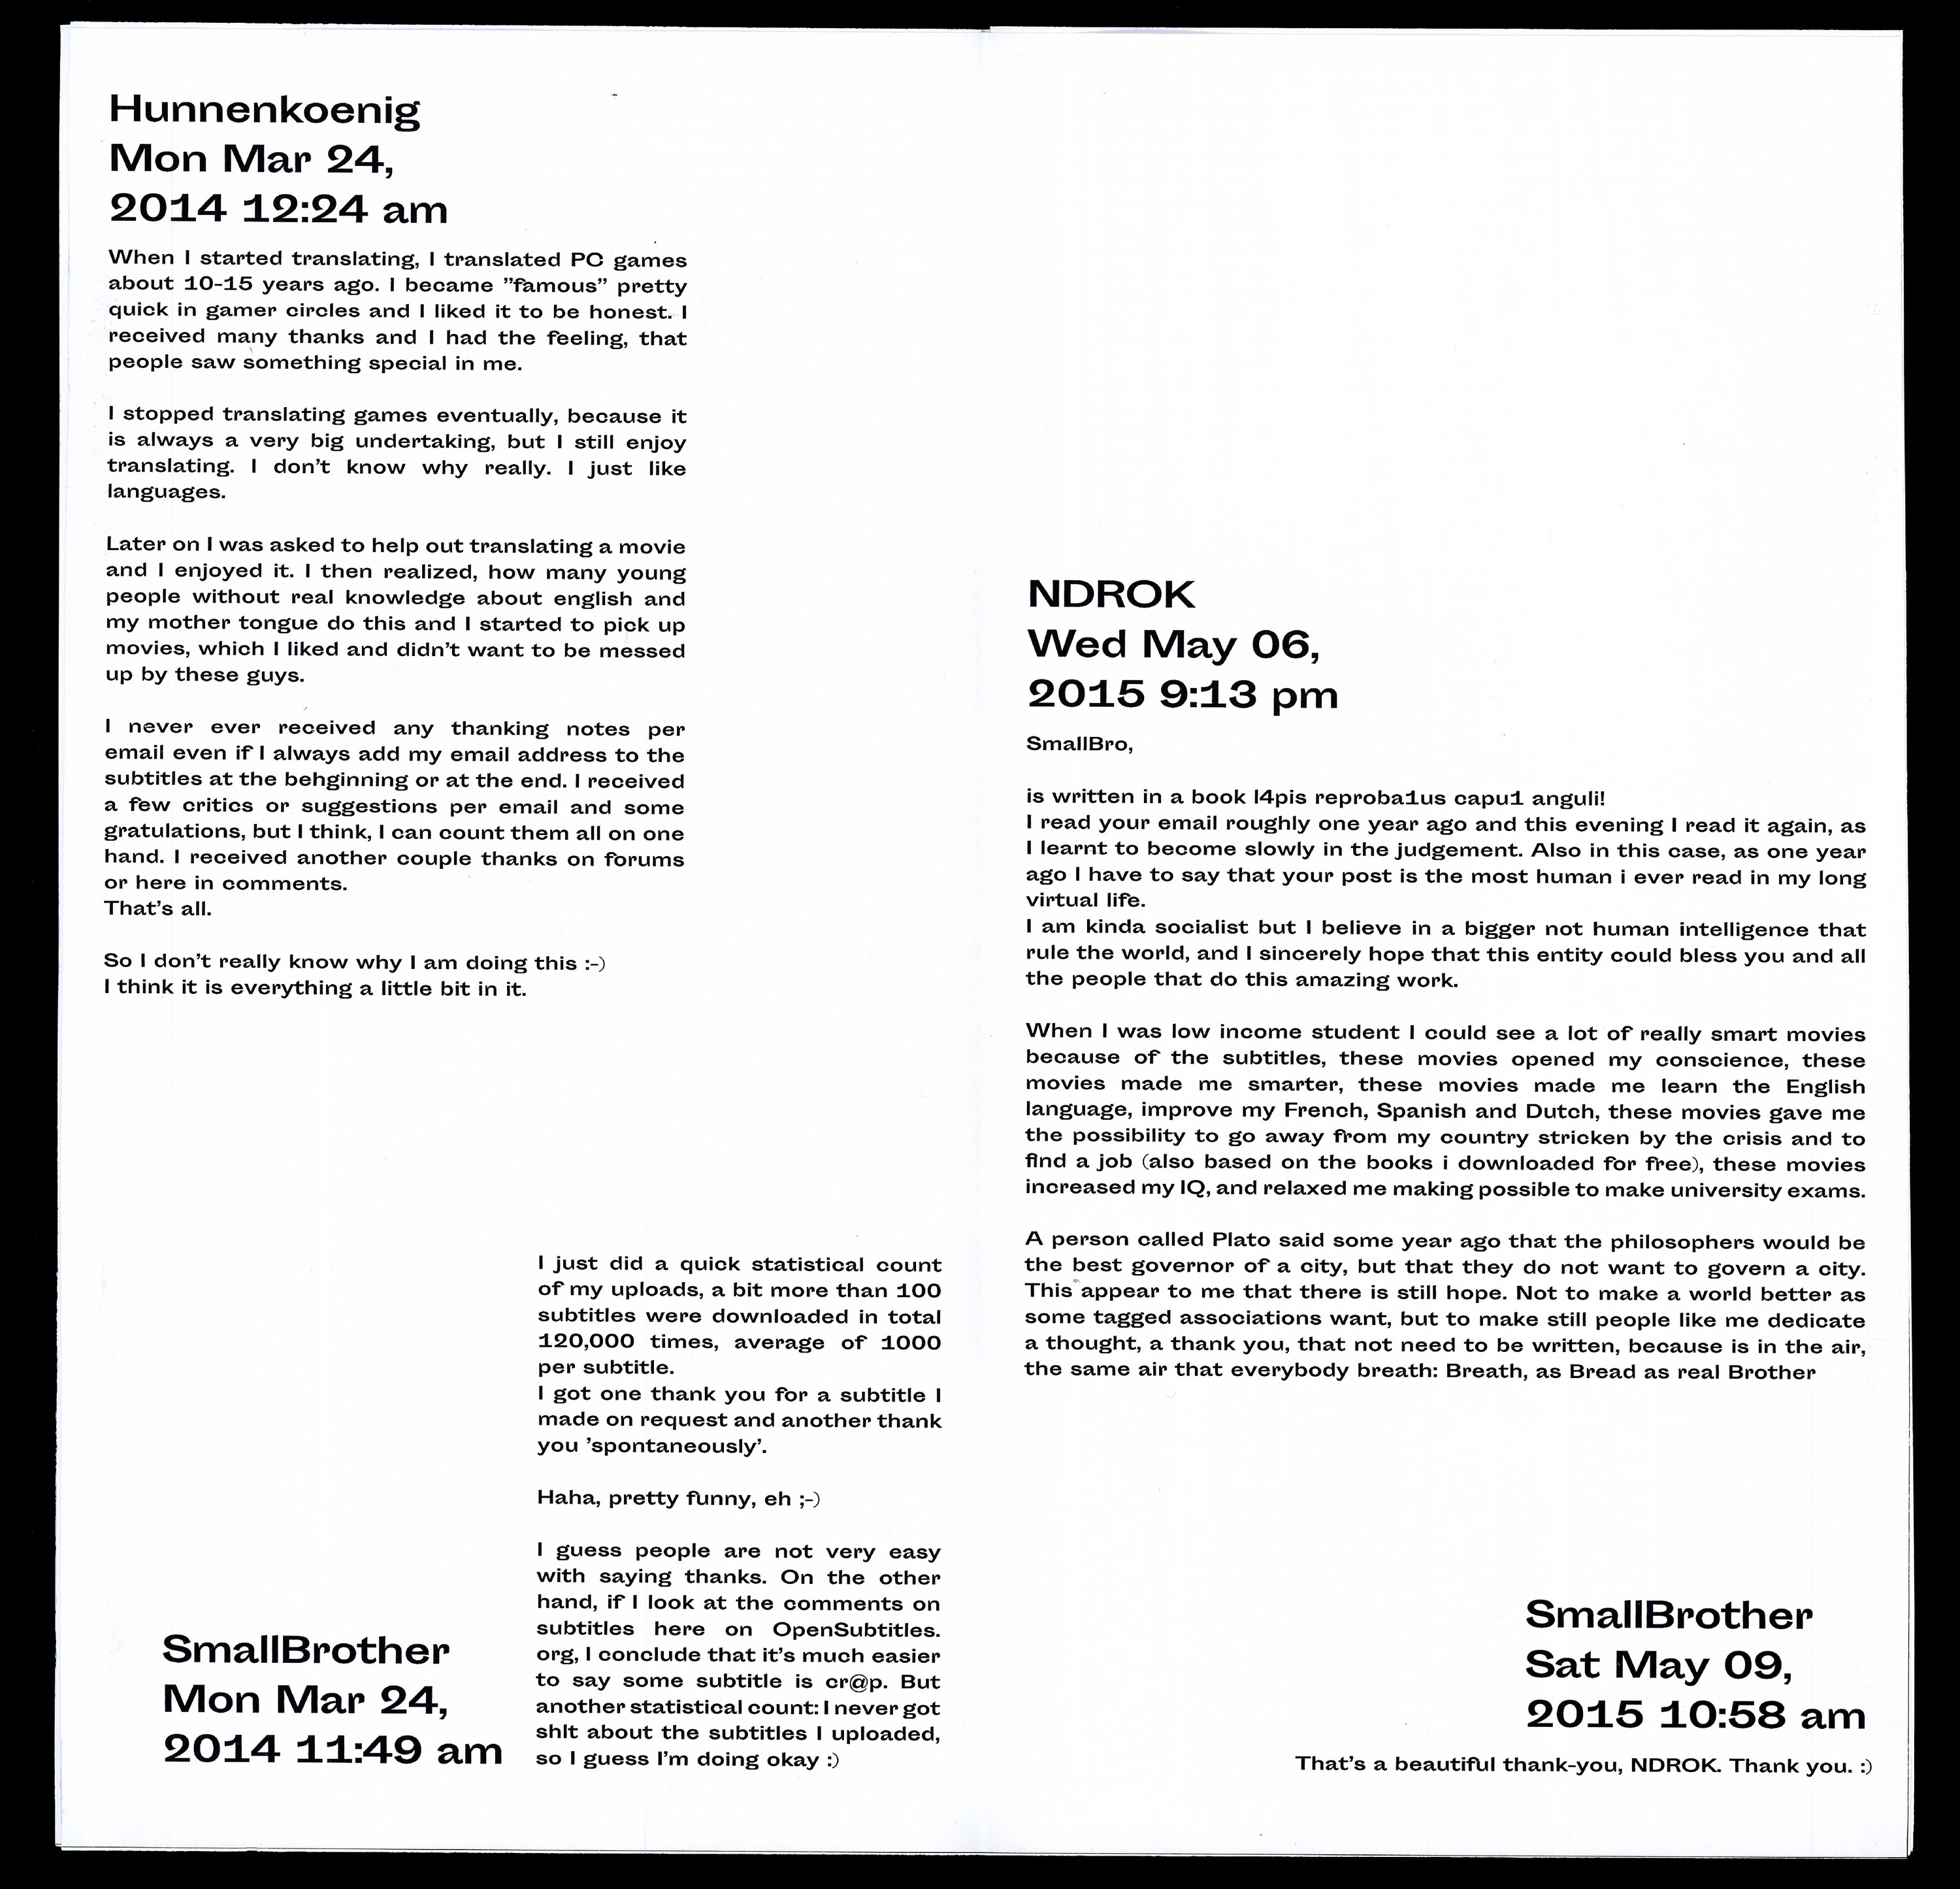 Hunnenkoenig
Mon Mar 24,
2014 12:24 am
When I started translating, I translated PC games
about 10-15 years ago. I became ”famous” pretty
quick in gamer circles and I liked it to be honest. I
received many thanks and I had the feeling, that
people saw something special in me.
I stopped translating games eventually, because it
is always a very big undertaking, but I still enjoy
translating. I don’t know why really. I just like
languages.
Later on I was asked to help out translating a movie
and I enjoyed it. I then realized, how many young
people without real knowledge about english and
my mother tongue do this and I started to pick up
movies, which I liked and didn’t want to be messed
up by these guys.
I never ever received any thanking notes per
email even if I always add my email address to the
subtitles at the behginning or at the end. I received
a few critics or suggestions per email and some
gratulations, but I think, I can count them all on one
hand. I received another couple thanks on forums
or here in comments.
That’s all.
So I don’t really know why I am doing this :-)
I think it is everything a little bit in it.
SmallBrother
Mon Mar 24,
2014 11:49 am
I just did a quick statistical count
of my uploads, a bit more than 100
subtitles were downloaded in total
120,000 times, average of 1000
per subtitle.
I got one thank you for a subtitle I
made on request and another thank
you ’spontaneously’.
Haha, pretty funny, eh ;-)
I guess people are not very easy
with saying thanks. On the other
hand, if I look at the comments on
subtitles here on OpenSubtitles.
org, I conclude that it’s much easier
to say some subtitle is cr@p. But
another statistical count: I never got
shlt about the subtitles I uploaded,
so I guess I’m doing okay :)
NDROK
Wed May 06,
2015 9:13 pm
SmallBro,
is written in a book l4pis reproba1us capu1 anguli!
I read your email roughly one year ago and this evening I read it again, as
I learnt to become slowly in the judgement. Also in this case, as one year
ago I have to say that your post is the most human i ever read in my long
virtual life.
I am kinda socialist but I believe in a bigger not human intelligence that
rule the world, and I sincerely hope that this entity could bless you and all
the people that do this amazing work.
When I was low income student I could see a lot of really smart movies
because of the subtitles, these movies opened my conscience, these
movies made me smarter, these movies made me learn the English
language, improve my French, Spanish and Dutch, these movies gave me
the possibility to go away from my country stricken by the crisis and to
find a job (also based on the books i downloaded for free), these movies
increased my IQ, and relaxed me making possible to make university exams.
A person called Plato said some year ago that the philosophers would be
the best governor of a city, but that they do not want to govern a city.
This appear to me that there is still hope. Not to make a world better as
some tagged associations want, but to make still people like me dedicate
a thought, a thank you, that not need to be written, because is in the air,
the same air that everybody breath: Breath, as Bread as real Brother
SmallBrother
Sat May 09,
2015 10:58 am
That’s a beautiful thank-you, NDROK. Thank you. :)